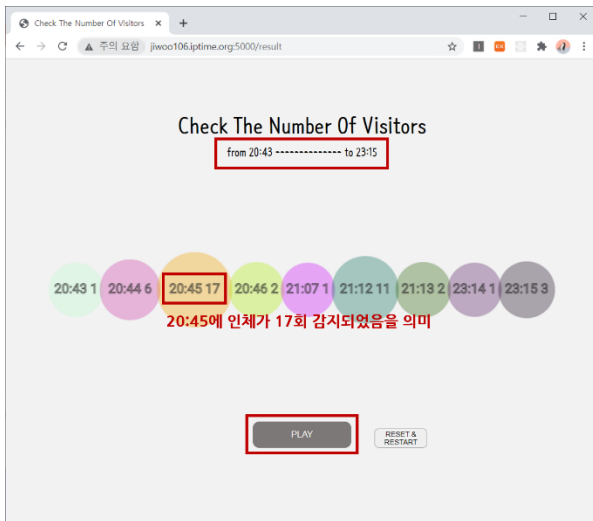 Check The Number Of Visitors
주의 요함 jiwoo106.iptime.org:5000/result
Check The Number Of Visitors
from 20:43 -------------- to 23:15
20:43 1 20:44 6 20:45 17 20:46 2 21:07 1 21:12 11 21:13 2 23:14 1 23:15 3
20:45에 인체가 17회 감지되었음을 의미
PLAY
RESET &
RESTART